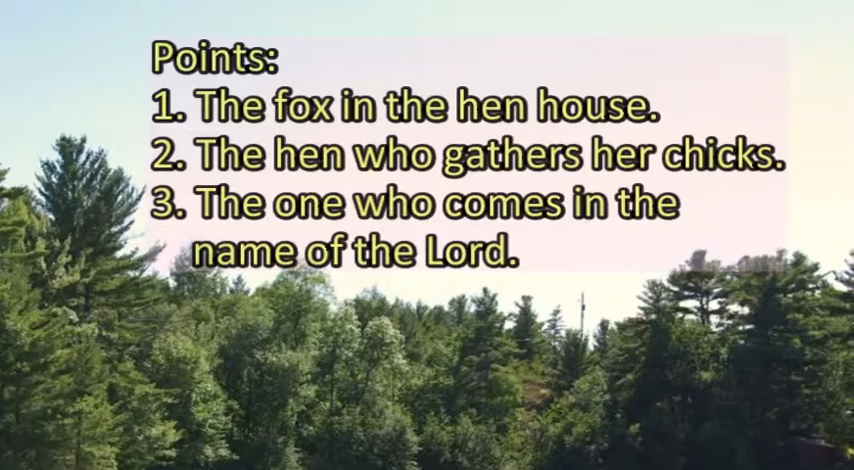 Points:
1. The fox in the hen house.
2. The hen who gathers her chicks.
3. The one who comes in the
name of the Lord.